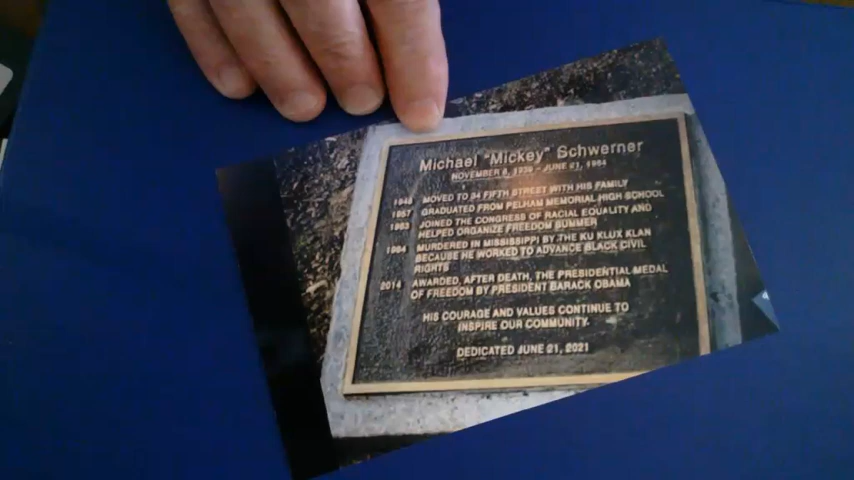 Michael "Mickey" Schwerner
NOVEMBER 6, 1939 - JUNE 21, 1964
1948 MOVED TO 34 FIFTH STREET WITH HIS FAMILY
1957 GRADUATED FROM PELHAM MEMORIAL HIGH SCHOOL
1963 JOINED THE CONGRESS OF RACIAL EQUALITY AND
HELPED ORGANIZE FREEDOM SUMMER
1964 MURDERED IN MISSISSIPPI BY THE KU KLUX KLAN
BECAUSE HE WORKED TO ADVANCE BLACK CIVIL
RIGHTS
2014 AWARDED, AFTER DEATH, THE PRESIDENTIAL MEDAL
OF FREEDOM BY PRESIDENT BARACK OBAMA
HIS COURAGE AND VALUES CONTINUE TO
INSPIRE OUR COMMUNITY.
DEDICATED JUNE 21, 2021